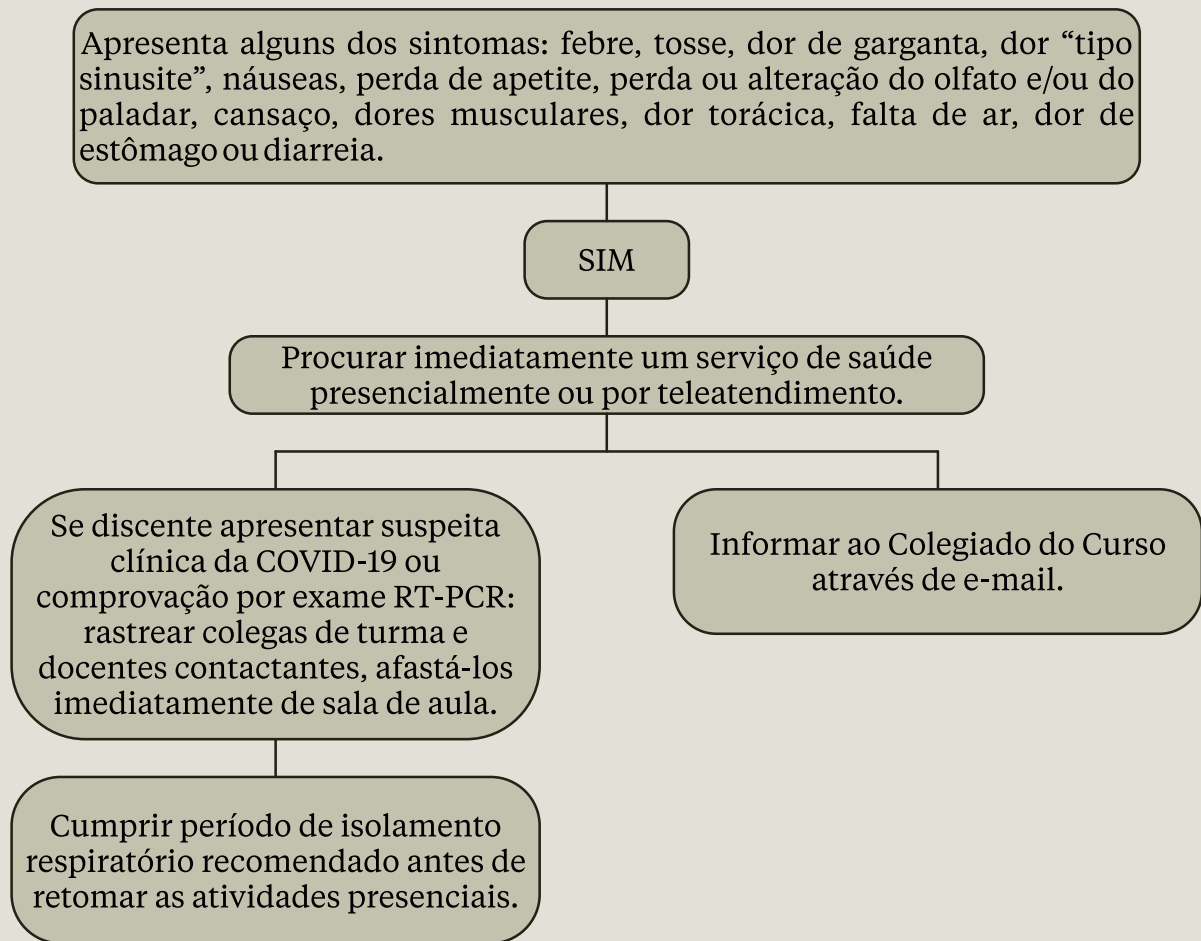 Apresenta alguns dos sintomas: febre, tosse, dor de garganta, dor “tipo
sinusite”, náuseas, perda de apetite, perda ou alteração do olfato e/ou do
paladar, cansaço, dores musculares, dor torácica, falta de ar, dor de
estômago ou diarreia.
SIM
Procurar imediatamente um serviço de saúde
presencialmente ou por teleatendimento.
Se discente apresentar suspeita
clínica da COVID-19 ou
comprovação por exame RT-PCR:
rastrear colegas de turma e
docentes contactantes, afastá-los
imediatamente de sala de aula.
Informar ao Colegiado do Curso
através de e-mail.
Cumprir período de isolamento
respiratório recomendado antes de
retomar as atividades presenciais.